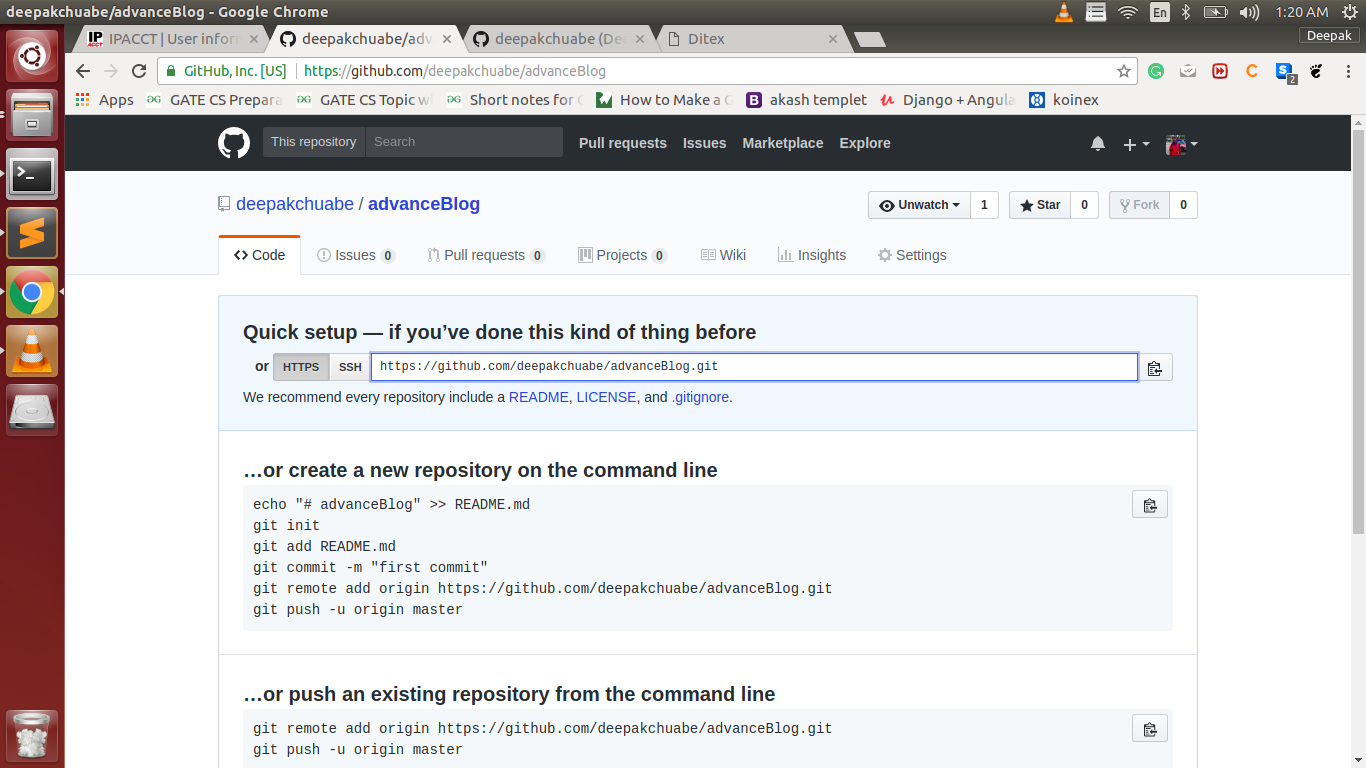 deepakchuabe/advanceBlog - Google Chrome
En
1:20 AM
Deepak
IP ACCT IPACCT | User infor
deepakchuabe/adv
deepakchuabe (De
Ditex
GitHub, Inc. [US] https://github.com/deepakchuabe/advanceBlog
2
Apps
GATE CS Prepara
GATE CS Topic wi
Short notes for
How to Make a
B akash templet
Django + Angula
koinex
This repository Search
Pull requests Issues Marketplace Explore
deepakchuabe / advanceBlog
Unwatch 1 Star 0 Fork 0
<> Code Issues 0 Pull requests 0 Projects 0 Wiki Insights Settings
Quick setup — if you’ve done this kind of thing before
or HTTPS SSH https://github.com/deepakchuabe/advanceBlog.git
We recommend every repository include a README, LICENSE, and .gitignore.
…or create a new repository on the command line
echo "# advanceBlog" >> README.md
git init
git add README.md
git commit -m "first commit"
git remote add origin https://github.com/deepakchuabe/advanceBlog.git
git push -u origin master
…or push an existing repository from the command line
git remote add origin https://github.com/deepakchuabe/advanceBlog.git
git push -u origin master